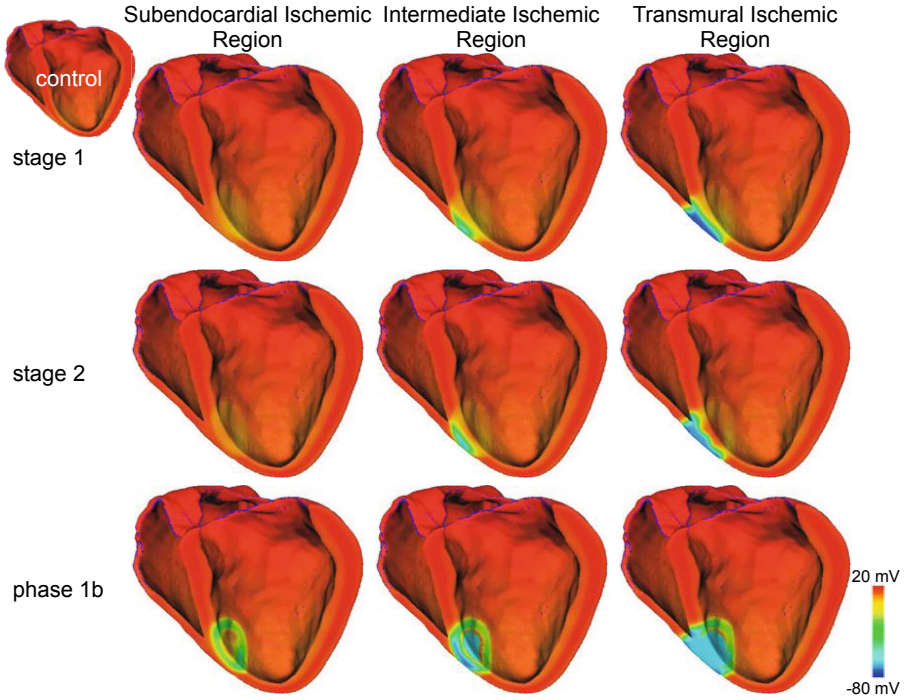 Subendocardial Ischemic
Region
Intermediate Ischemic
Region
Transmural Ischemic
Region
control
stage 1
stage 2
phase 1b
20 mV
-80 mV